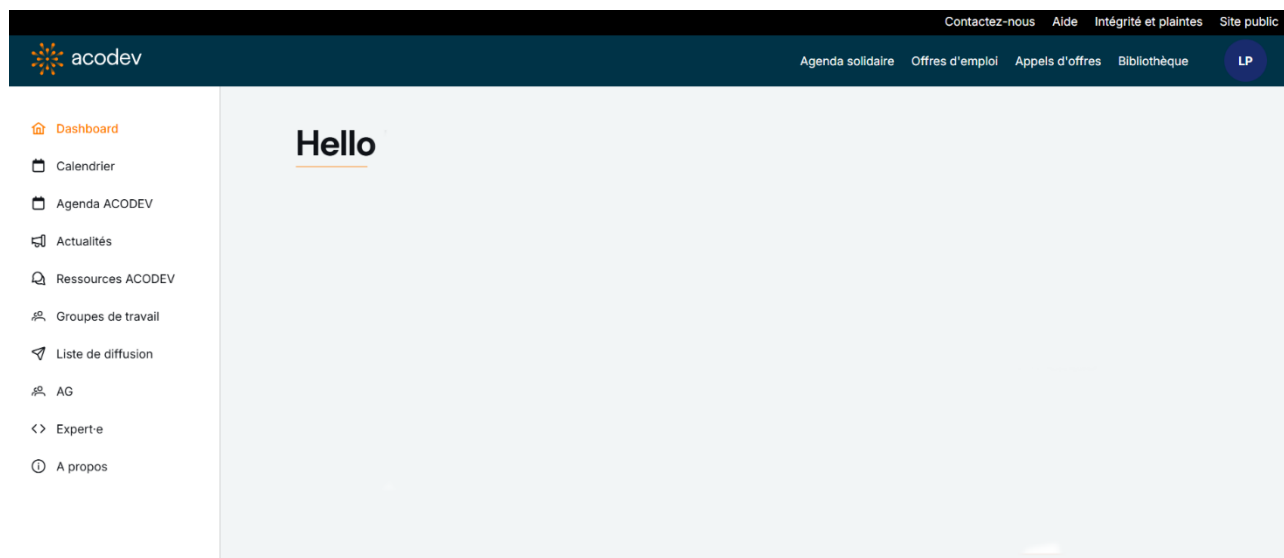 Contactez-nous Aide Intégrité et plaintes Site public
acodev Agenda solidaire Offres d'emploi Appels d'offres Bibliothèque LP
Dashboard
Calendrier
Agenda ACODEV
Actualités
Ressources ACODEV
Groupes de travail
Liste de diffusion
AG
Expert·e
A propos
Hello